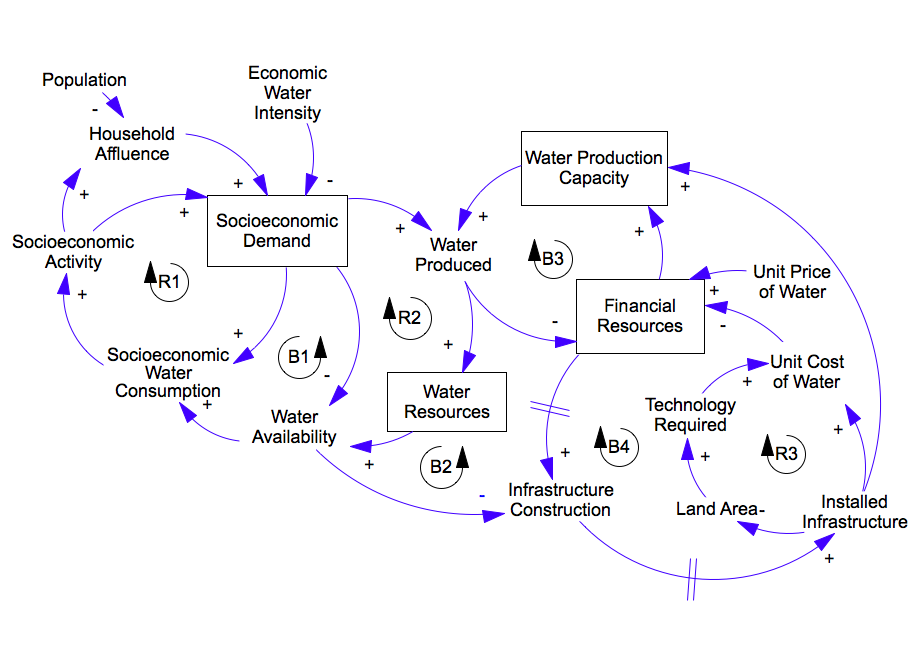 Population
-
Household
Affluence
+
Economic
Water
Intensity
-
+
Socioeconomic
Activity
+
Socioeconomic
Demand
+
Water
Produced
Water Production
Capacity
+
+
+
B3
R1
+
R2
Financial
Resources
+
-
-
Unit Price
of Water
+
Socioeconomic
Water
Consumption
+
B1
-
+
Water
Resources
Unit Cost
of Water
+
Technology
Required
+
+
Water
Availability
+
B2
B4
R3
+
-
Infrastructure
Construction
Land Area-
Installed
Infrastructure
+